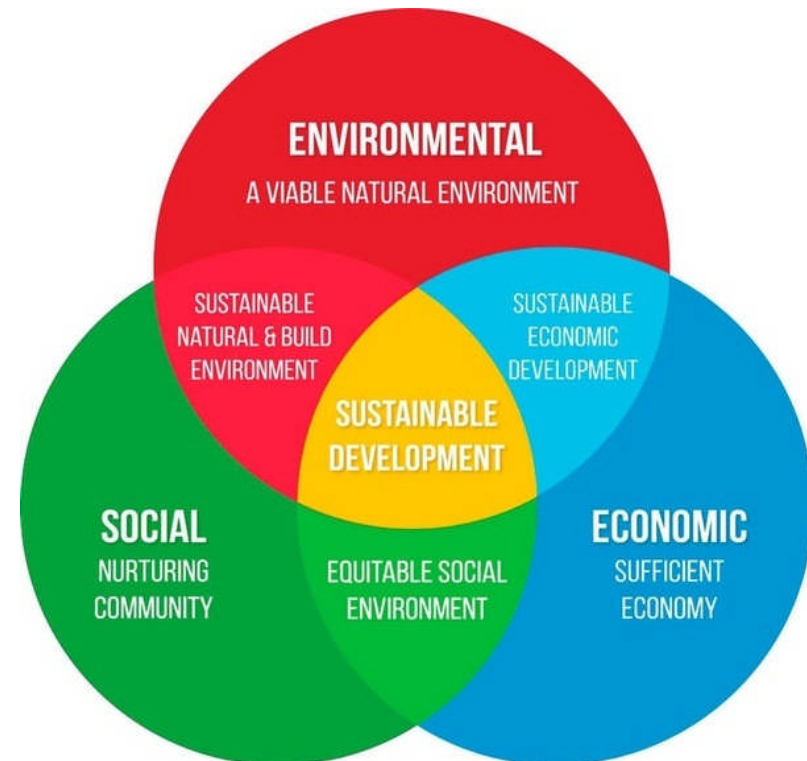 ENVIRONMENTAL
A VIABLE NATURAL ENVIRONMENT
SUSTAINABLE
NATURAL & BUILD
ENVIRONMENT
SUSTAINABLE
ECONOMIC
DEVELOPMENT
SUSTAINABLE
DEVELOPMENT
SOCIAL
NURTURING
COMMUNITY
EQUITABLE SOCIAL
ENVIRONMENT
ECONOMIC
SUFFICIENT
ECONOMY